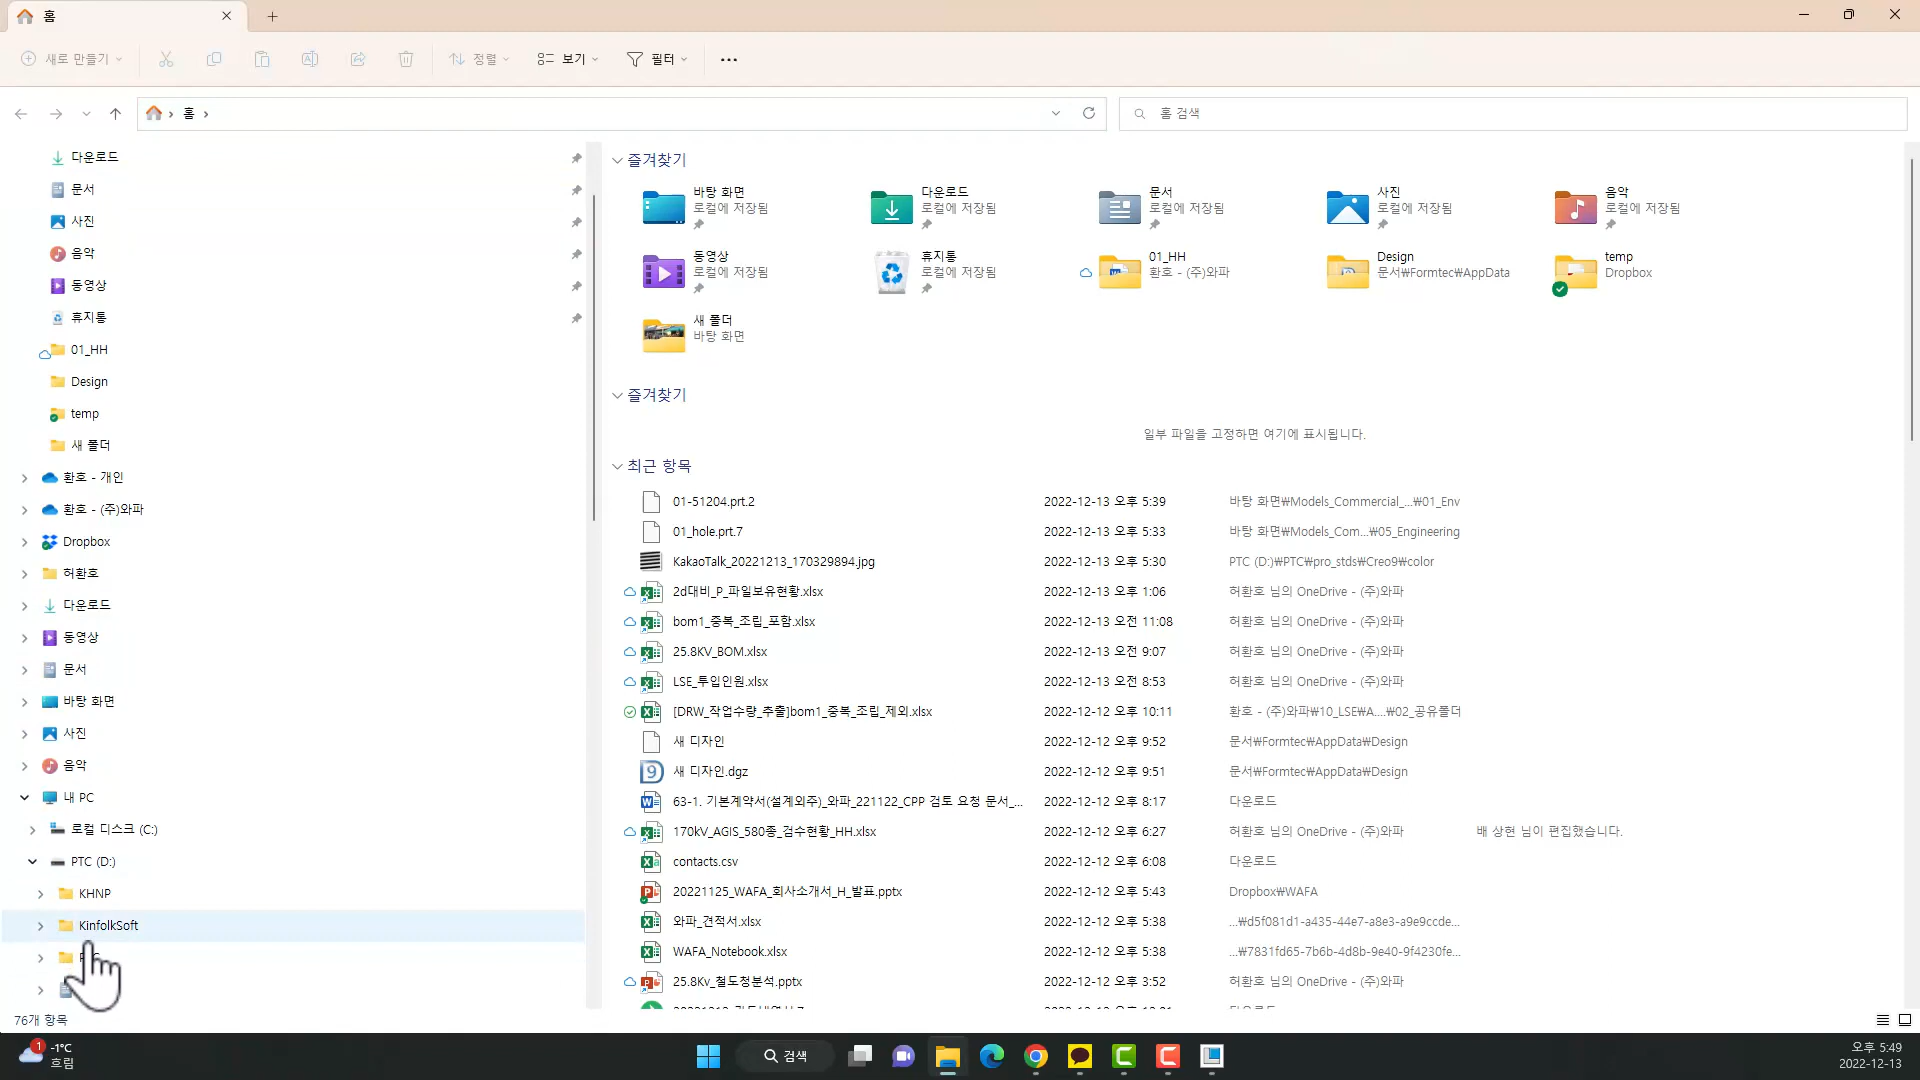 홈
새로 만들기
정렬
보기
필터
홈
홈 검색
다운로드
문서
사진
음악
동영상
휴지통
01_HH
Design
temp
새 폴더
환호 - 개인
환호 - (주)와파
Dropbox
허환호
다운로드
동영상
문서
바탕 화면
사진
음악
내 PC
로컬 디스크 (C:)
PTC (D:)
KHNP
KinfolkSoft
76개 항목
즐겨찾기
바탕 화면
로컬에 저장됨
다운로드
로컬에 저장됨
문서
로컬에 저장됨
사진
로컬에 저장됨
음악
로컬에 저장됨
동영상
로컬에 저장됨
휴지통
로컬에 저장됨
01_HH
환호 - (주)와파
Design
문서₩Formtec₩AppData
temp
Dropbox
새 폴더
바탕 화면
즐겨찾기
일부 파일을 고정하면 여기에 표시됩니다.
최근 항목
01-51204.prt.2 2022-12-13 오후 5:39 바탕 화면₩Models_Commercial_...₩01_Env
01_hole.prt.7 2022-12-13 오후 5:33 바탕 화면₩Models_Com...₩05_Engineering
KakaoTalk_20221213_170329894.jpg 2022-12-13 오후 5:30 PTC (D:)₩PTC₩pro_stds₩Creo9₩color
2d대비_P_파일보유현황.xlsx 2022-12-13 오후 1:06 허환호 님의 OneDrive - (주)와파
bom1_중복_조립_포함.xlsx 2022-12-13 오전 11:08 허환호 님의 OneDrive - (주)와파
25.8KV_BOM.xlsx 2022-12-13 오전 9:07 허환호 님의 OneDrive - (주)와파
LSE_투입인원.xlsx 2022-12-13 오전 8:53 허환호 님의 OneDrive - (주)와파
[DRW_작업수량_추출]bom1_중복_조립_제외.xlsx 2022-12-12 오후 10:11 환호 - (주)와파₩10_LSE₩A....₩02_공유폴더
새 디자인 2022-12-12 오후 9:52 문서₩Formtec₩AppData₩Design
새 디자인.dgz 2022-12-12 오후 9:51 문서₩Formtec₩AppData₩Design
63-1. 기본계약서(설계외주)_와파_221122_CPP 검토 요청 문서_... 2022-12-12 오후 8:17 다운로드
170kV_AGIS_580종_검수현황_HH.xlsx 2022-12-12 오후 6:27 허환호 님의 OneDrive - (주)와파 배 상현 님이 편집했습니다.
contacts.csv 2022-12-12 오후 6:08 다운로드
20221125_WAFA_회사소개서_H_발표.pptx 2022-12-12 오후 5:43 Dropbox₩WAFA
와파_견적서.xlsx 2022-12-12 오후 5:38 ...₩d5f081d1-a435-44e7-a8e3-a9e9ccde...
WAFA_Notebook.xlsx 2022-12-12 오후 5:38 ...₩7831fd65-7b6b-4d8b-9e40-9f4230fe...
25.8Kv_철도청분석.pptx 2022-12-12 오후 3:52 허환호 님의 OneDrive - (주)와파
1
-1°C
흐림
검색
오후 5:49
2022-12-13